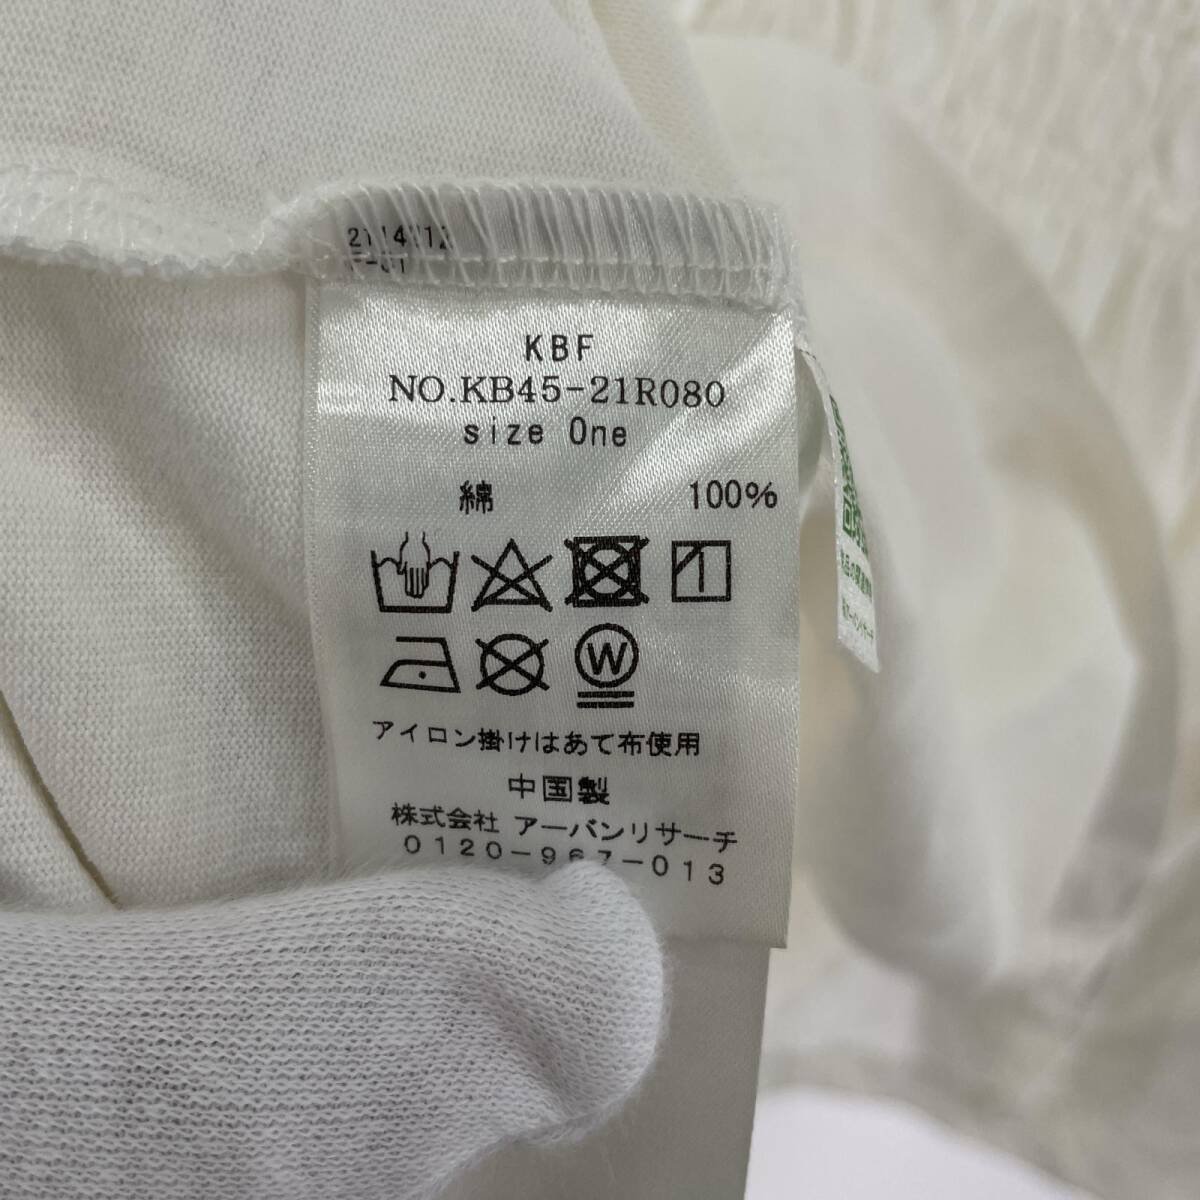 KBF
NO.KB45-21R080
size One
綿 100%
アイロン掛けはあて布使用
中国製
株式会社 アーバンリサーチ
0120-967-013